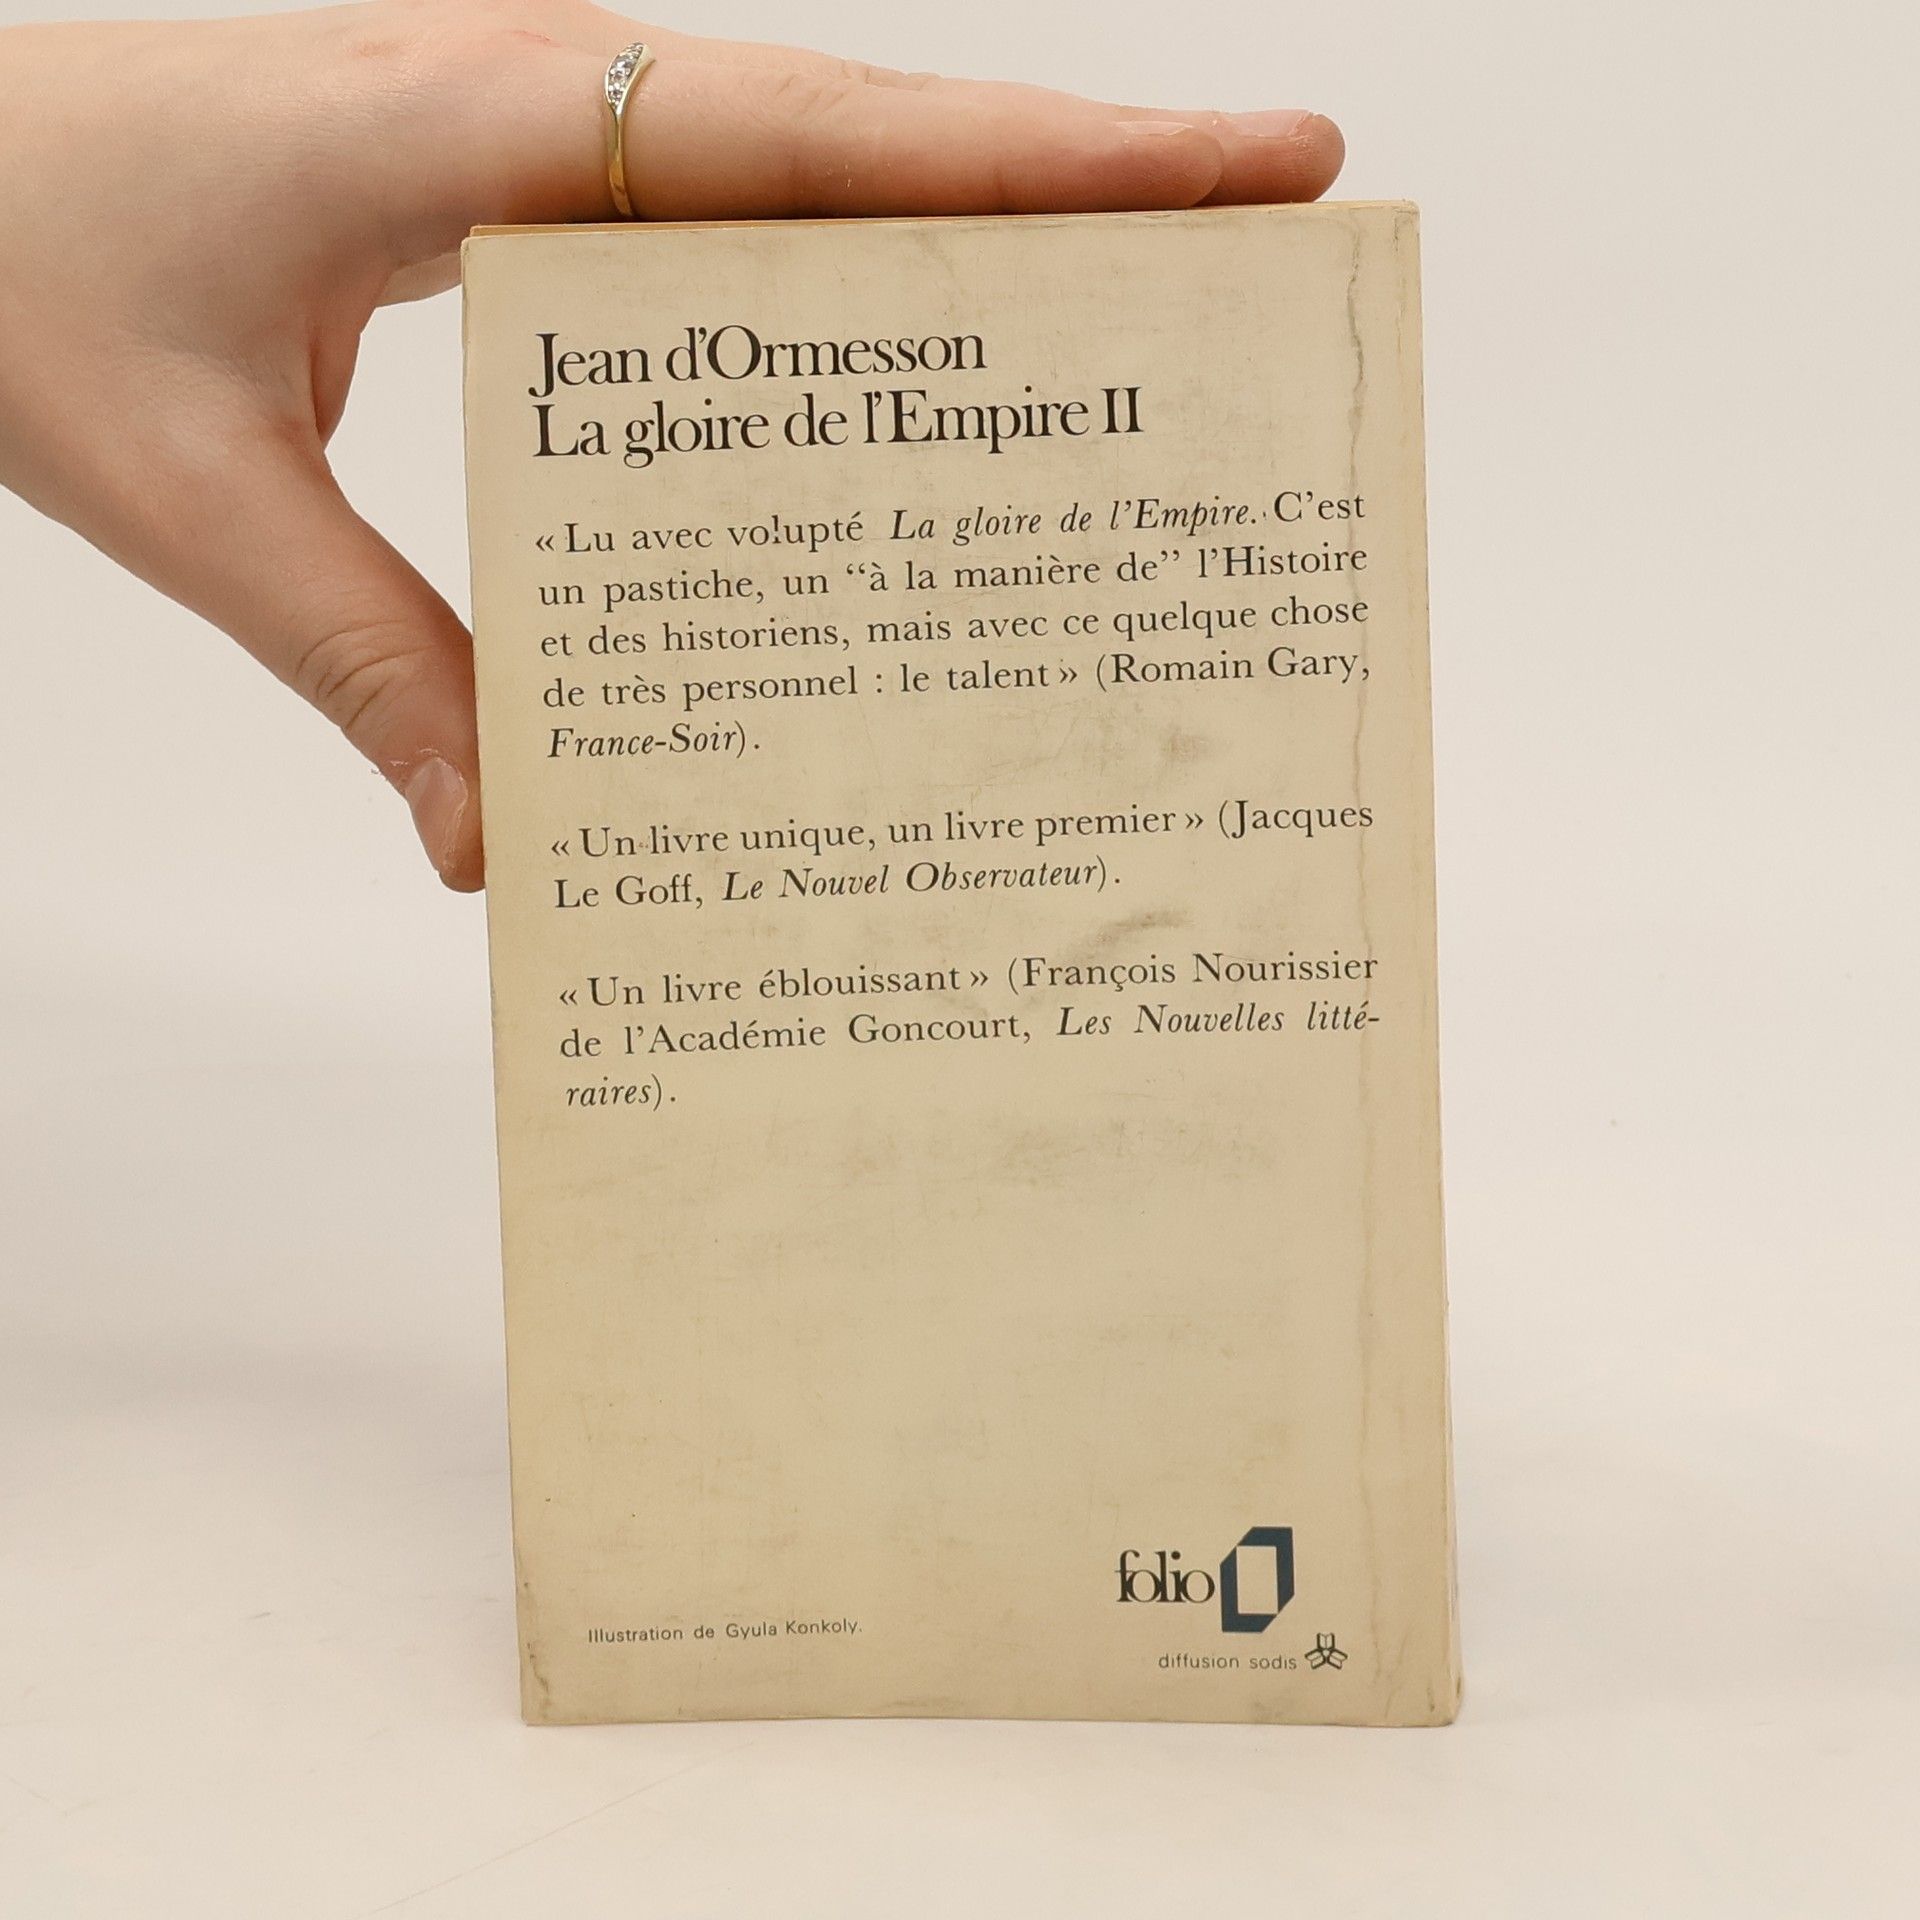 Jean d'Ormesson
La gloire de l'Empire II
« Lu avec volupté La gloire de l'Empire. C'est
un pastiche, un “à la manière de” l'Histoire
et des historiens, mais avec ce quelque chose
de très personnel : le talent » (Romain Gary,
France-Soir).
« Un livre unique, un livre premier » (Jacques
Le Goff, Le Nouvel Observateur).
« Un livre éblouissant » (François Nourissier
de l'Académie Goncourt, Les Nouvelles litté-
raires).
folio
Illustration de Gyula Konkoly.
diffusion sodis